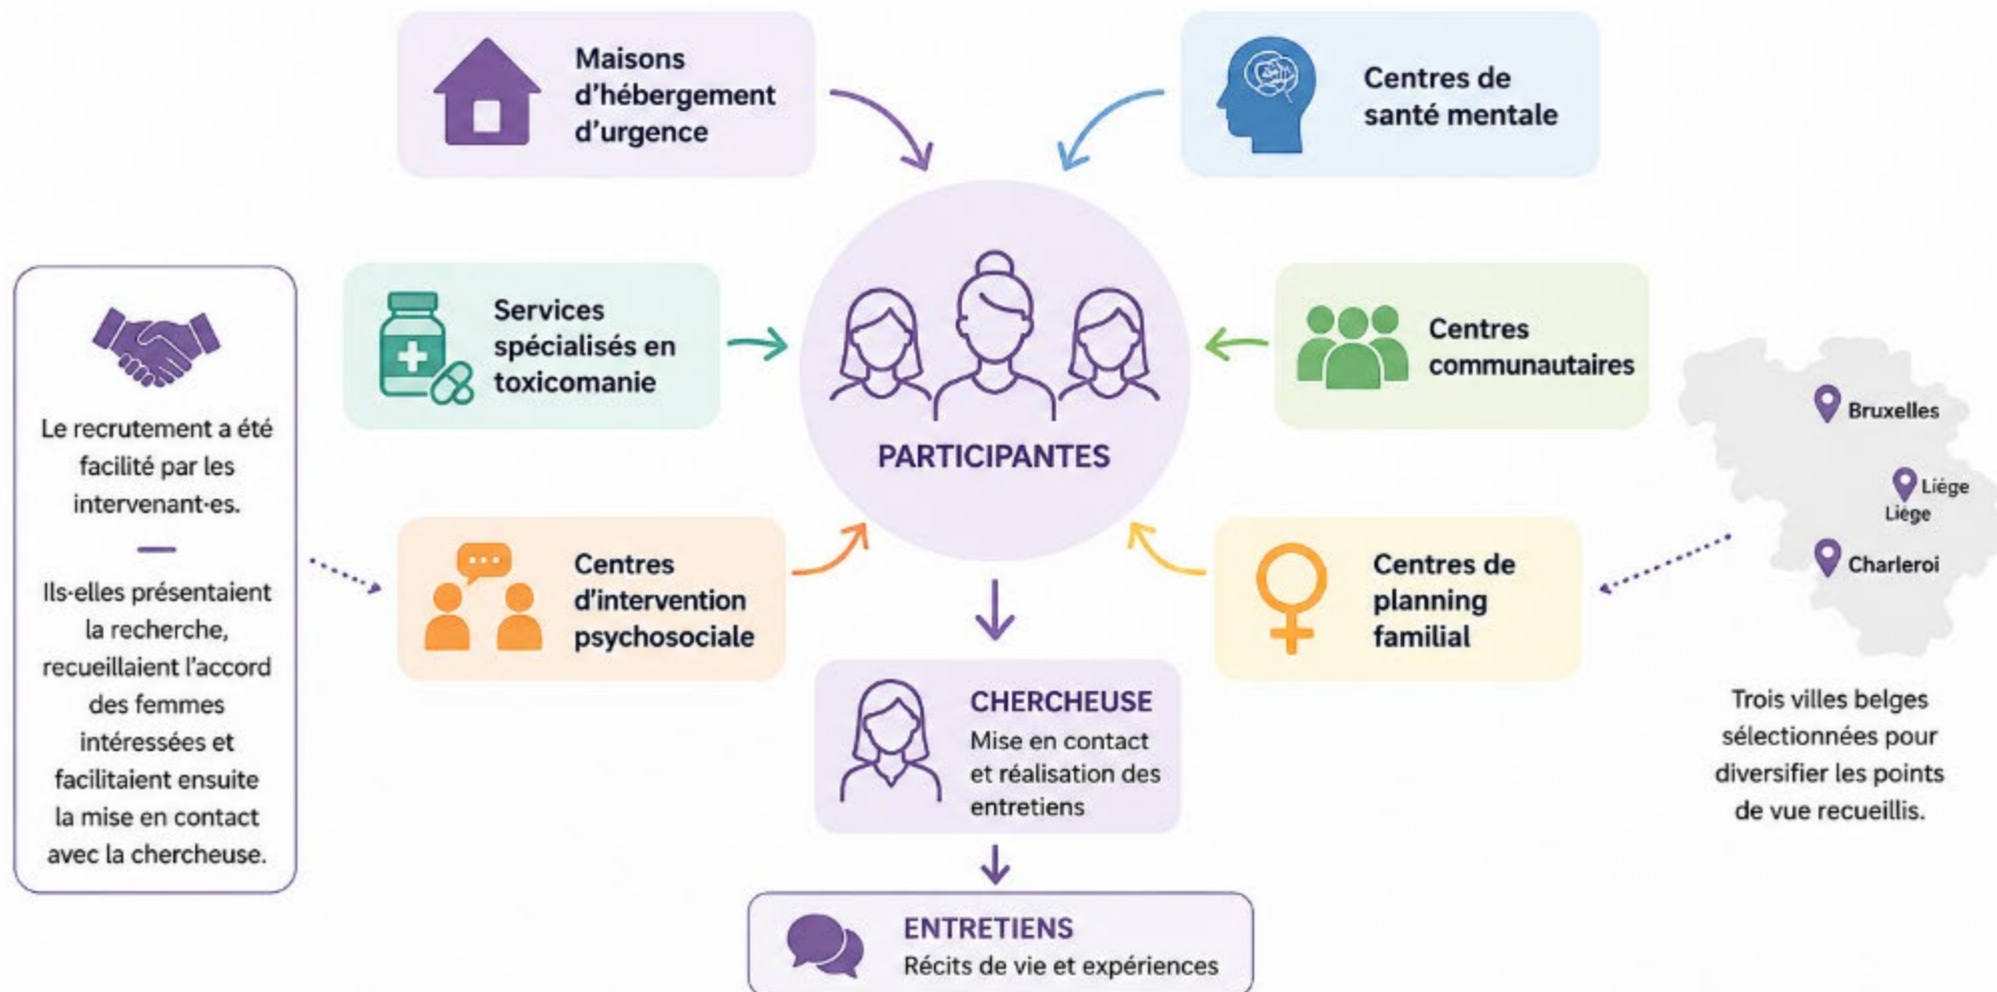 Maisons
d'hébergement
d'urgence
Centres de
santé mentale
Services
spécialisés en
toxicomanie
PARTICIPANTES
Centres
communautaires
Le recrutement a été
facilité par les
intervenant·es.
Ils·elles présentaient
la recherche,
recueillaient l'accord
des femmes
intéressées et
facilitaient ensuite
la mise en contact
avec la chercheuse.
Centres
d'intervention
psychosociale
Centres de
planning
familial
Bruxelles
Liége
Liége
Charleroi
Trois villes belges
sélectionnées pour
diversifier les points
de vue recueillis.
CHERCHEUSE
Mise en contact
et réalisation des
entretiens
ENTRETIENS
Récits de vie et expériences